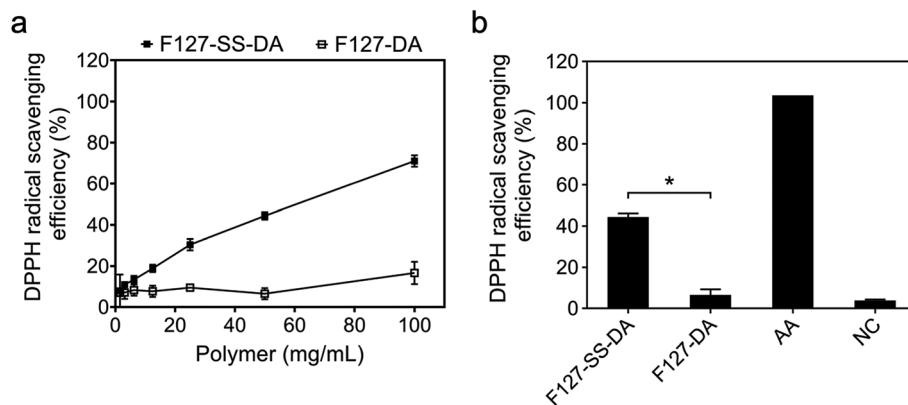 a
F127-SS-DA
F127-DA
DPPH radical scavenging
efficiency (%)
120
100
80
60
40
20
0
0
20
40
60
80
100
Polymer (mg/mL)
b
DPPH radical scavenging
efficiency (%)
120
100
80
60
40
20
0
*
F127-SS-DA
F127-DA
AA
NC